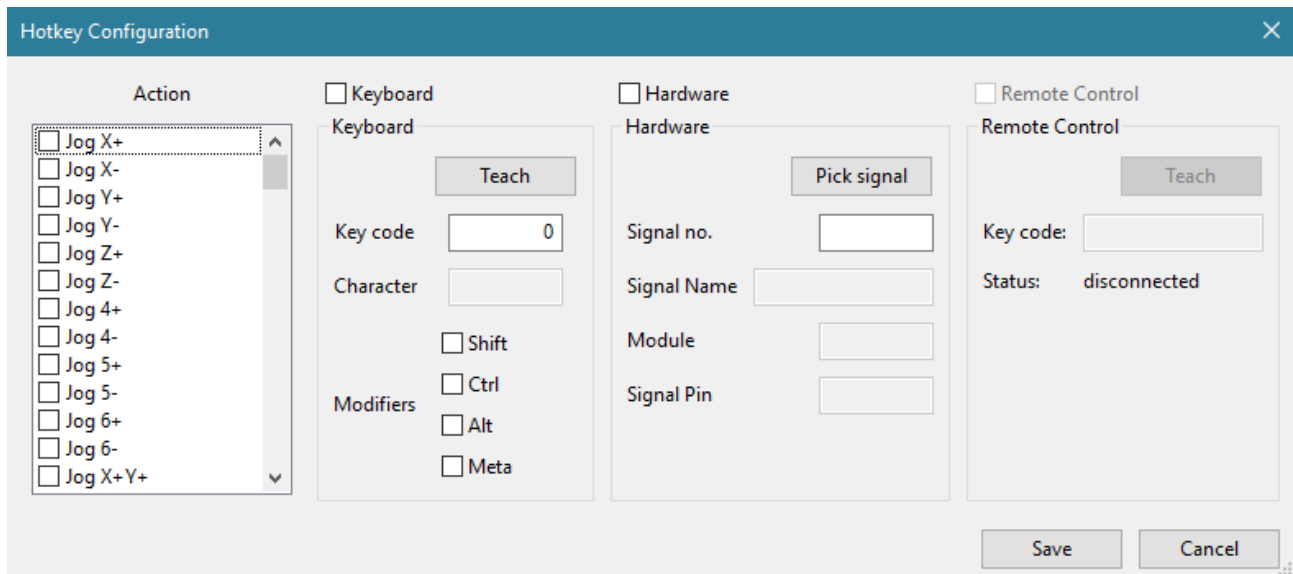 Hotkey Configuration
Action
Jog X+
Jog X-
Jog Y+
Jog Y-
Jog Z+
Jog Z-
Jog 4+
Jog 4-
Jog 5+
Jog 5-
Jog 6+
Jog 6-
Jog X+Y+
Keyboard
Keyboard
Teach
Key code 0
Character
Modifiers
Shift
Ctrl
Alt
Meta
Hardware
Hardware
Pick signal
Signal no.
Signal Name
Module
Signal Pin
Remote Control
Remote Control
Teach
Key code:
Status: disconnected
Save Cancel